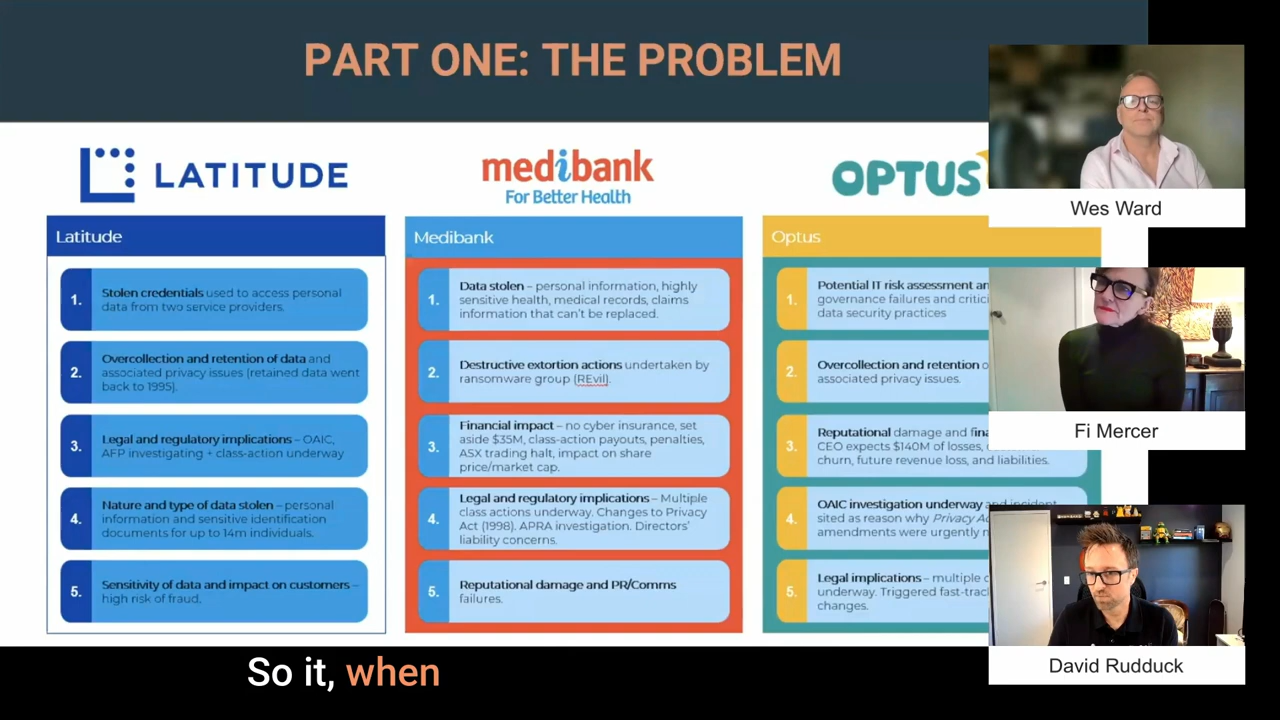 PART ONE: THE PROBLEM
LATITUDE
Latitude
1.
Stolen credentials used to access personal
data from two service providers.
2.
Overcollection and retention of data and
associated privacy issues (retained data went
back to 1995).
3.
Legal and regulatory implications – OAIC,
AFP investigating + class-action underway
4.
Nature and type of data stolen – personal
information and sensitive identification
documents for up to 14m individuals.
5.
Sensitivity of data and impact on customers –
high risk of fraud.
medibank
For Better Health
Medibank
1.
Data stolen – personal information, highly
sensitive health, medical records, claims
information that can't be replaced.
2.
Destructive extortion actions undertaken by
ransomware group (REvil).
3.
Financial impact – no cyber insurance, set
aside $35M, class-action payouts, penalties,
ASX trading halt, impact on share
price/market cap.
4.
Legal and regulatory implications – Multiple
class actions underway. Changes to Privacy
Act (1998). APRA investigation. Directors'
liability concerns.
5.
Reputational damage and PR/Comms
failures.
OPTUS
Optus
1.
Potential IT risk assessment
governance failures and
data security practices
2.
Overcollection and retention
associated privacy issues.
3.
Reputational damage and
CEO expects $140M of losses,
churn, future revenue loss, and liabilities.
4.
OAIC investigation underway and incident
sited as reason why Privacy
amendments were urgently
5.
Legal implications – multiple
underway. Triggered
changes.
Wes Ward
Fi Mercer
David Rudduck
So it, when